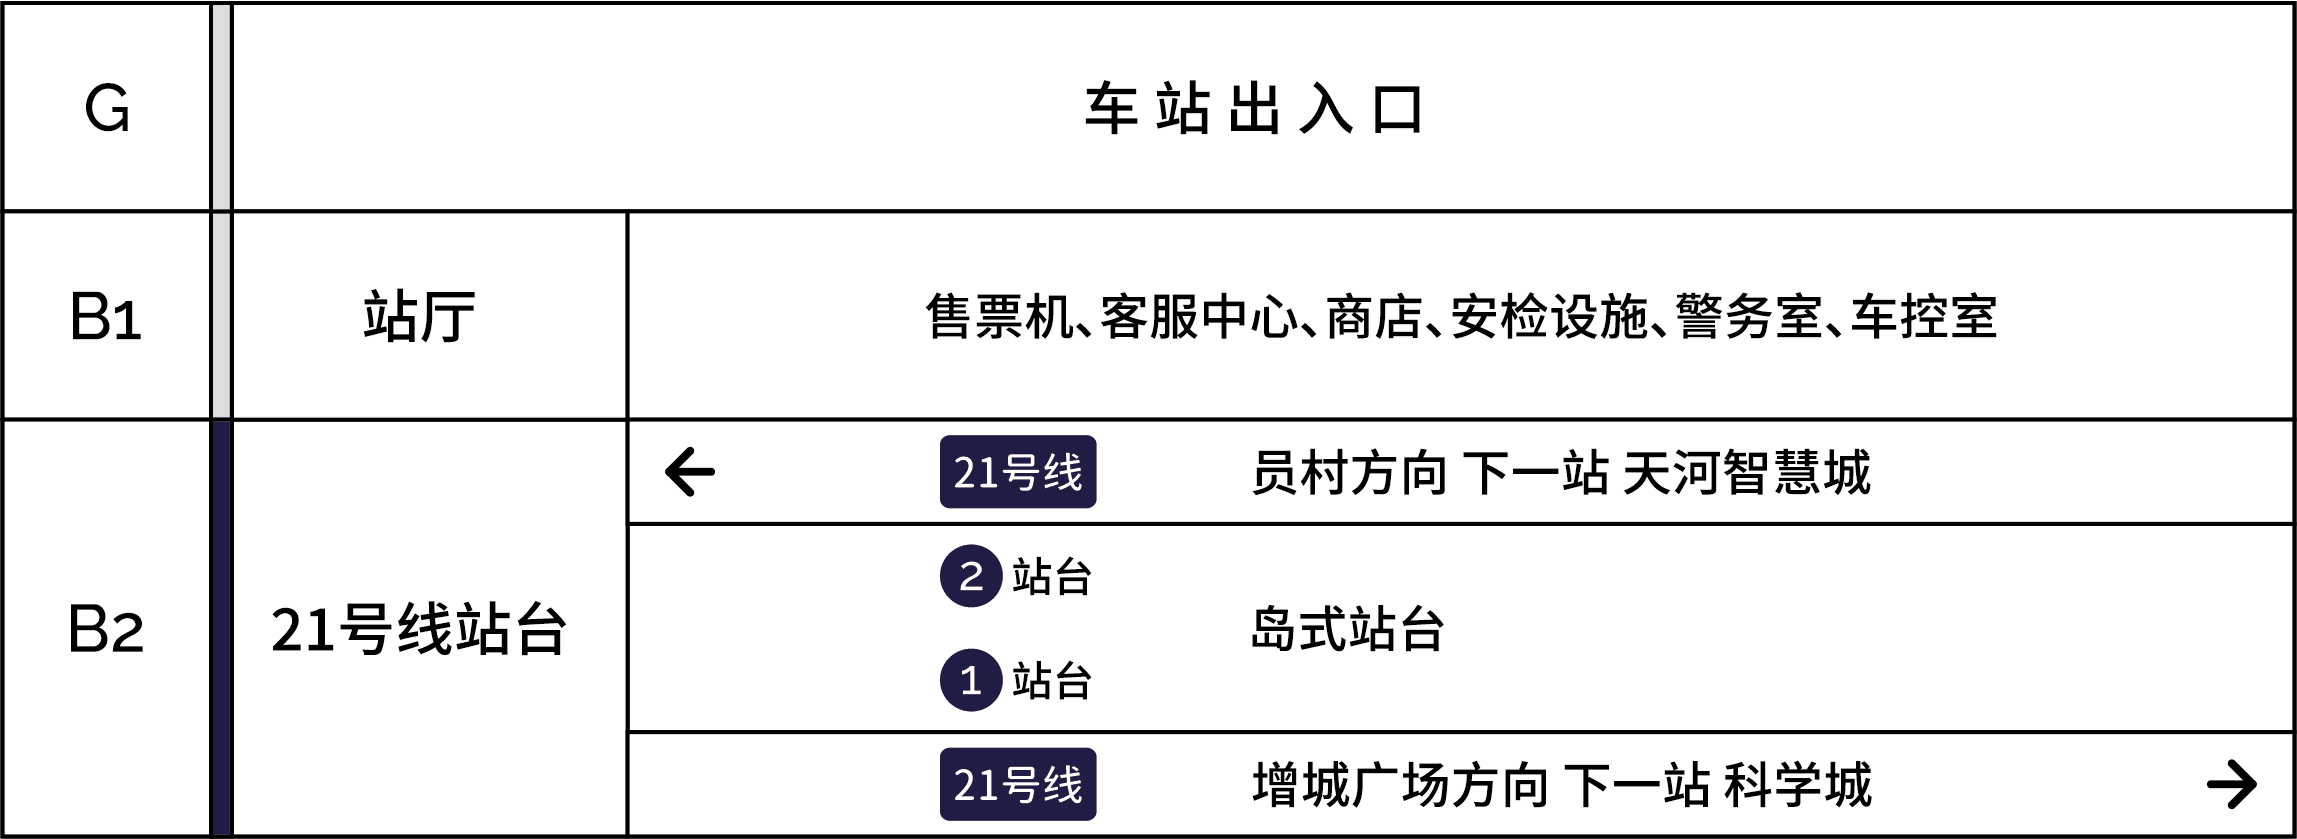 G
车站出入口
B1
站厅
售票机、客服中心、商店、安检设施、警务室、车控室
B2
21号线站台
21号线 员村方向 下一站 天河智慧城
2 站台
岛式站台
1 站台
21号线 增城广场方向 下一站 科学城